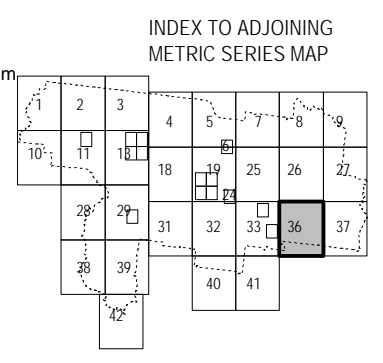 INDEX TO ADJOINING
METRIC SERIES MAP
m
1 2 3 4 5 7 8 9
6
10 11 13 18 19 25 26 27
24
28 29 31 32 33 36 37
38 39 40 41
42